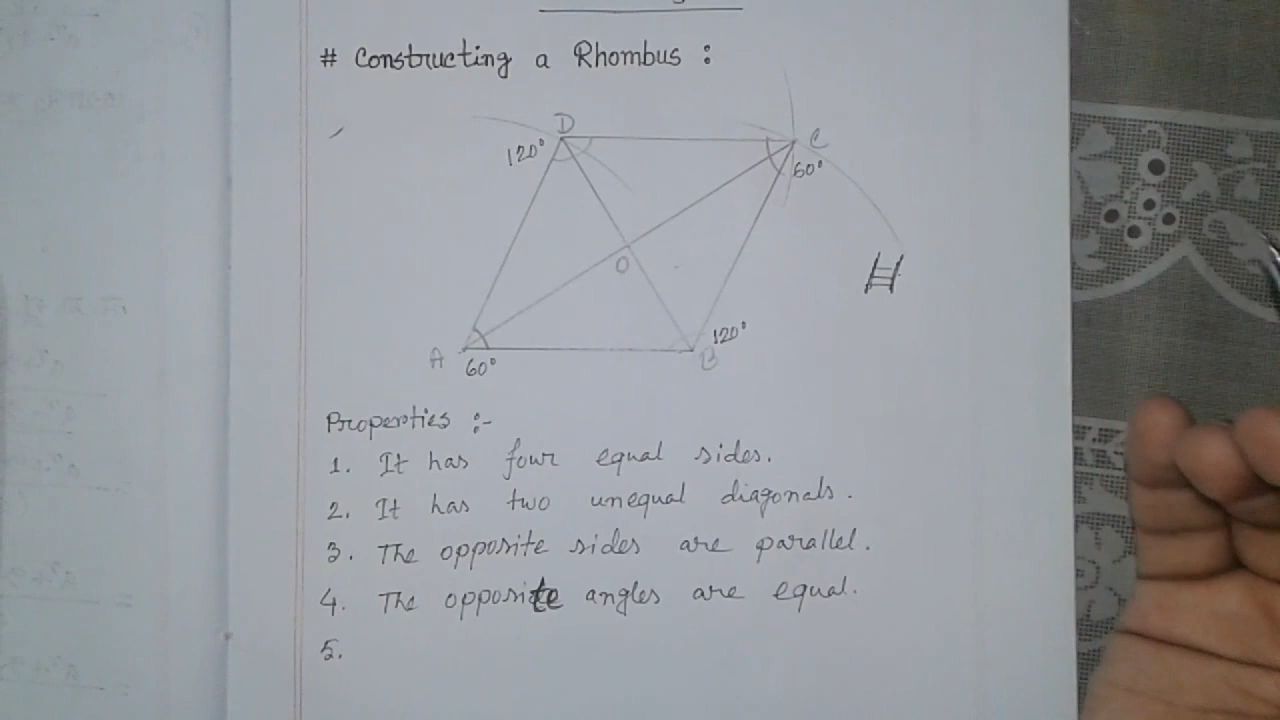 # Constructing a Rhombus :
D
120°
C
60°
O
A
60°
B
120°
Properties :-
1. It has four equal sides.
2. It has two unequal diagonals.
3. The opposite sides are parallel.
4. The opposite angles are equal.
5.